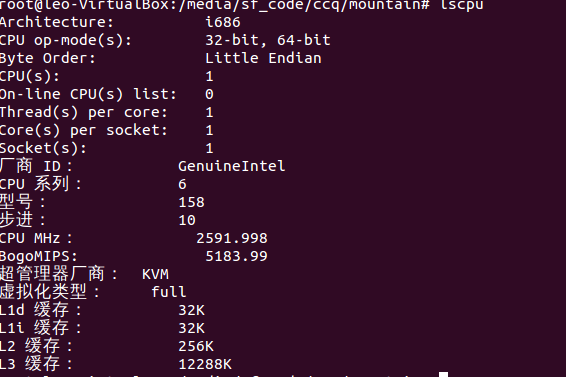 root@leo-VirtualBox:/media/sf_code/ccq/mountain# lscpu
Architecture: i686
CPU op-mode(s): 32-bit, 64-bit
Byte Order: Little Endian
CPU(s): 1
On-line CPU(s) list: 0
Thread(s) per core: 1
Core(s) per socket: 1
Socket(s): 1
厂商 ID： GenuineIntel
CPU 系列： 6
型号： 158
步进： 10
CPU MHz： 2591.998
BogoMIPS: 5183.99
超管理器厂商： KVM
虚拟化类型： full
L1d 缓存： 32K
L1i 缓存： 32K
L2 缓存： 256K
L3 缓存： 12288K